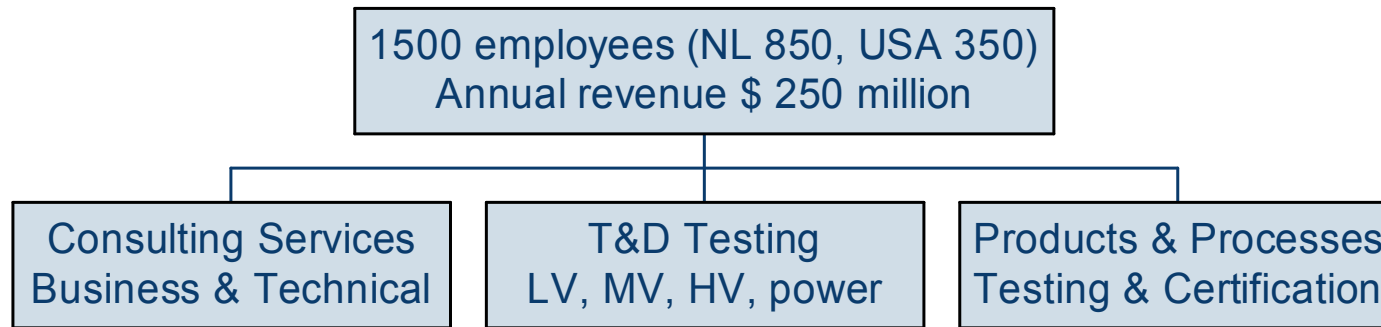 1500 employees (NL 850, USA 350)
Annual revenue $ 250 million
Consulting Services
Business & Technical
T&D Testing
LV, MV, HV, power
Products & Processes
Testing & Certification